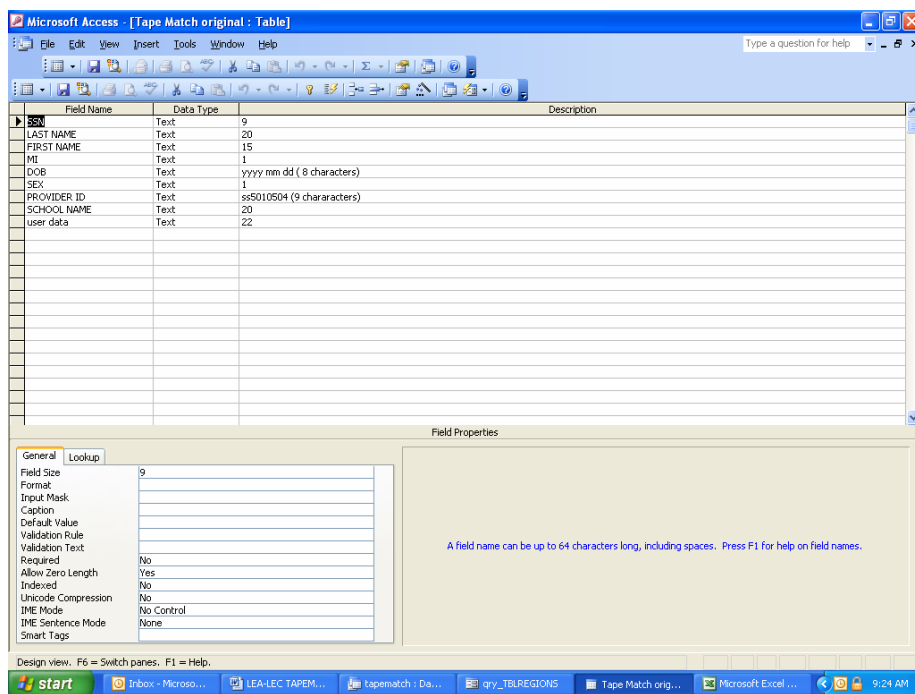 Microsoft Access - [Tape Match original : Table]
File Edit View Insert Tools Window Help Type a question for help
Field Name Data Type Description
SSN Text 9
LAST NAME Text 20
FIRST NAME Text 15
MI Text 1
DOB Text yyyy mm dd ( 8 characters)
SEX Text 1
PROVIDER ID Text ss5010504 (9 chararacters)
SCHOOL NAME Text 20
user data Text 22
Field Properties
General Lookup
Field Size 9
Format
Input Mask
Caption
Default Value
Validation Rule
Validation Text
Required No
Allow Zero Length Yes
Indexed No
Unicode Compression No
IME Mode No Control
IME Sentence Mode None
Smart Tags
A field name can be up to 64 characters long, including spaces. Press F1 for help on field names.
Design view. F6 = Switch panes. F1 = Help.
start Inbox - Microso... LEA-LEC TAPEM... tapematch : Da... qry_TBLREGIONS Tape Match orig... Microsoft Excel ... 9:24 AM